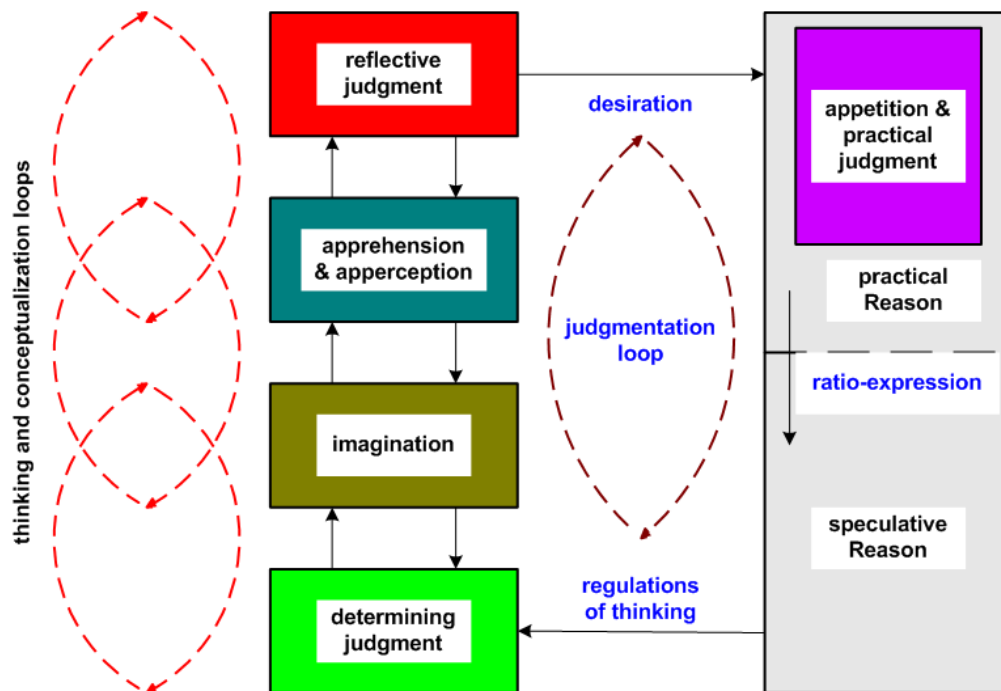 thinking and conceptualization loops
reflective
judgment
apprehension
& apperception
imagination
determining
judgment
desiration
judgmentation
loop
regulations
of thinking
appetition &
practical
judgment
practical
Reason
ratio-expression
speculative
Reason